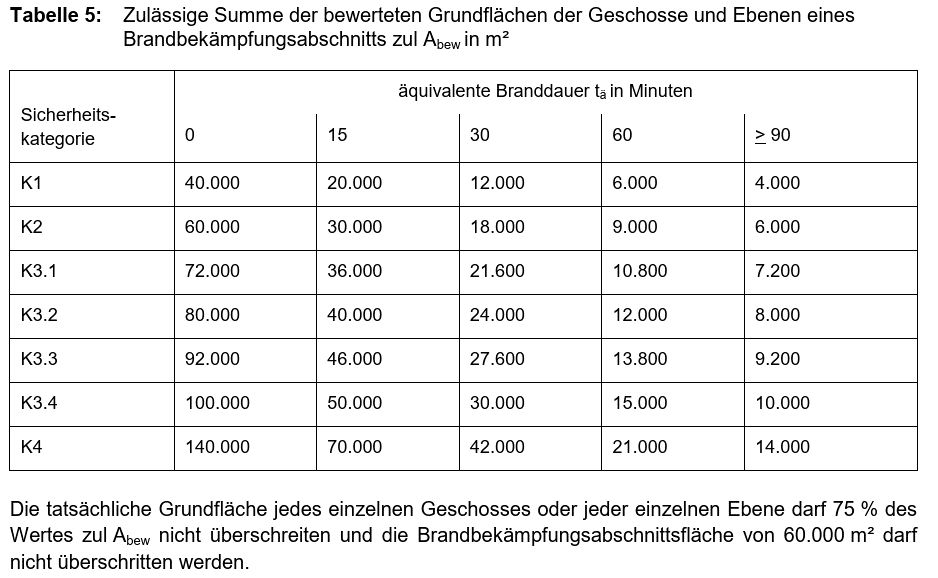 Tabelle 5: Zulässige Summe der bewerteten Grundflächen der Geschosse und Ebenen eines
Brandbekämpfungsabschnitts zul Abew in m²
Sicherheits-
kategorie
äquivalente Branddauer tä in Minuten
0 15 30 60 ≥ 90
K1 40.000 20.000 12.000 6.000 4.000
K2 60.000 30.000 18.000 9.000 6.000
K3.1 72.000 36.000 21.600 10.800 7.200
K3.2 80.000 40.000 24.000 12.000 8.000
K3.3 92.000 46.000 27.600 13.800 9.200
K3.4 100.000 50.000 30.000 15.000 10.000
K4 140.000 70.000 42.000 21.000 14.000
Die tatsächliche Grundfläche jedes einzelnen Geschosses oder jeder einzelnen Ebene darf 75 % des
Wertes zul Abew nicht überschreiten und die Brandbekämpfungsabschnittsfläche von 60.000 m² darf
nicht überschritten werden.